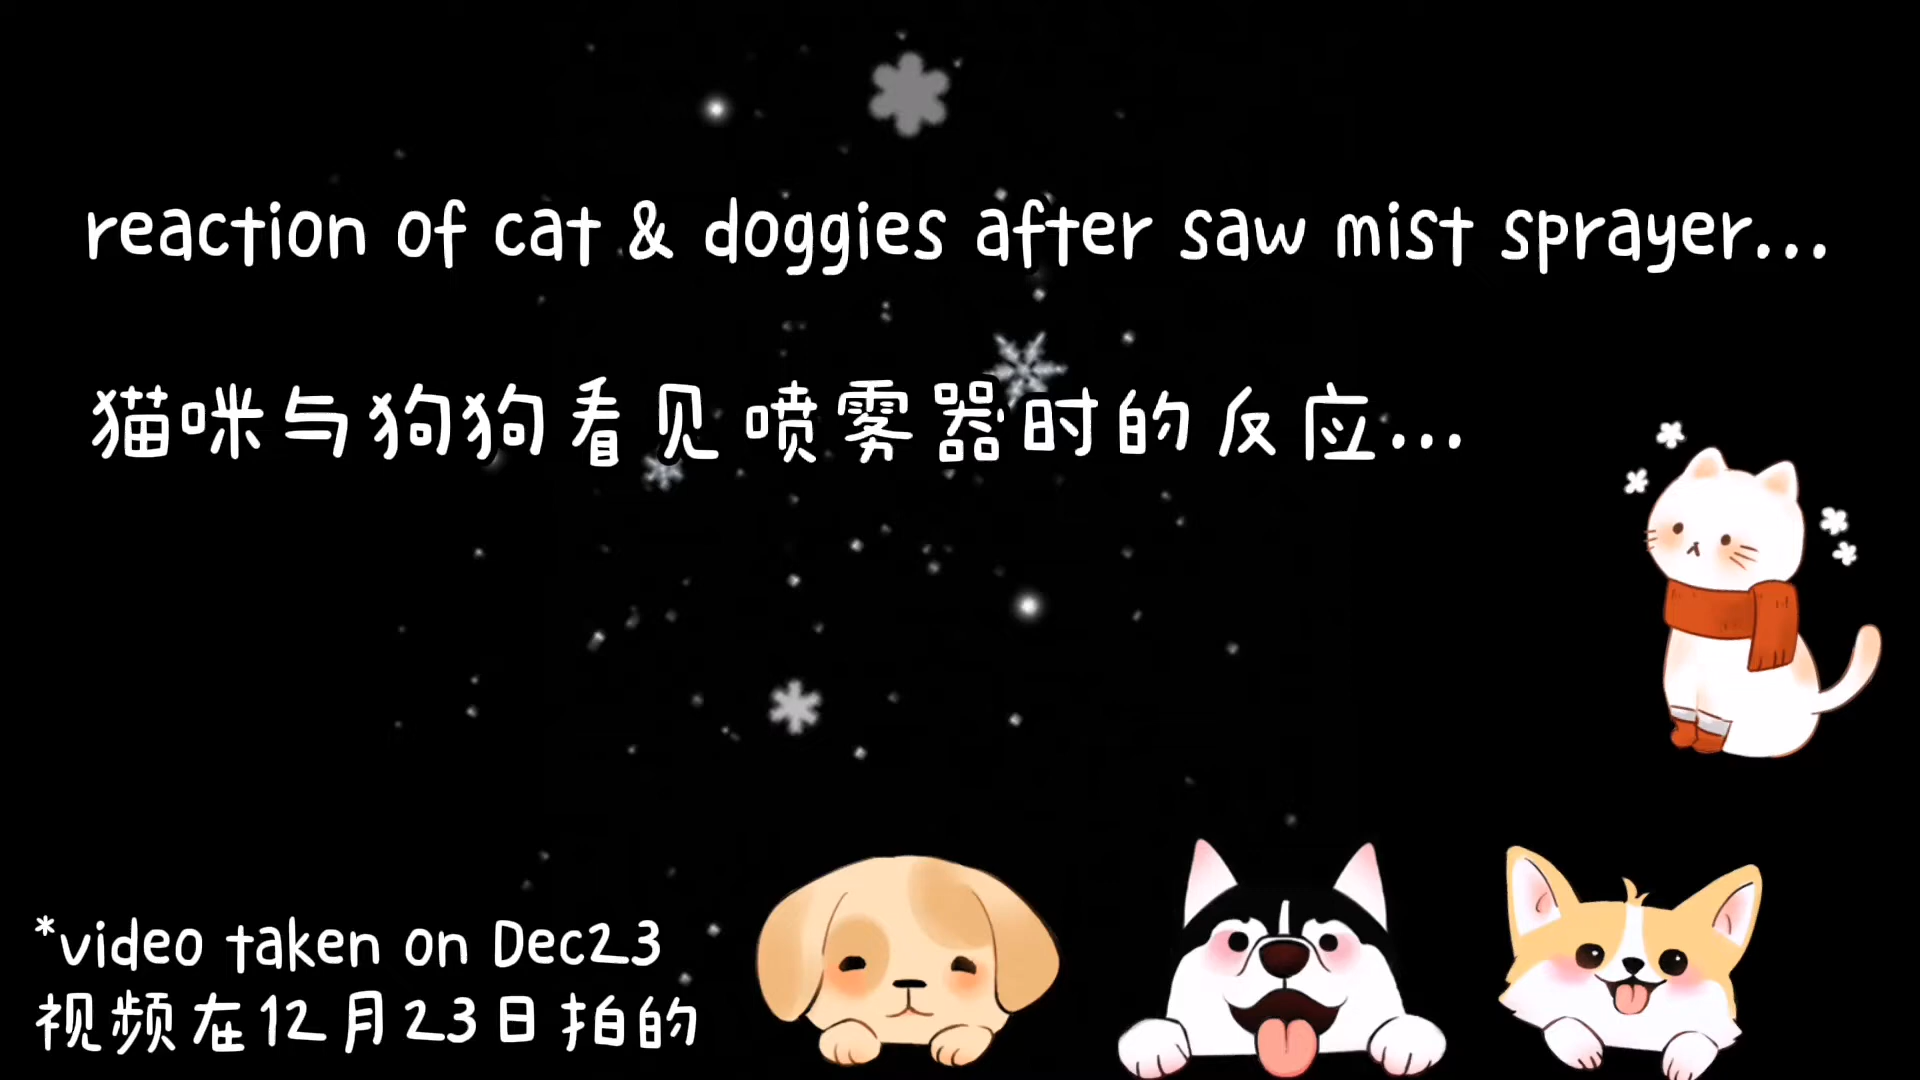 reaction of cat & doggies after saw mist sprayer...
猫咪与狗狗看见喷雾器时的反应...
*video taken on Dec23
视频在12月23日拍的